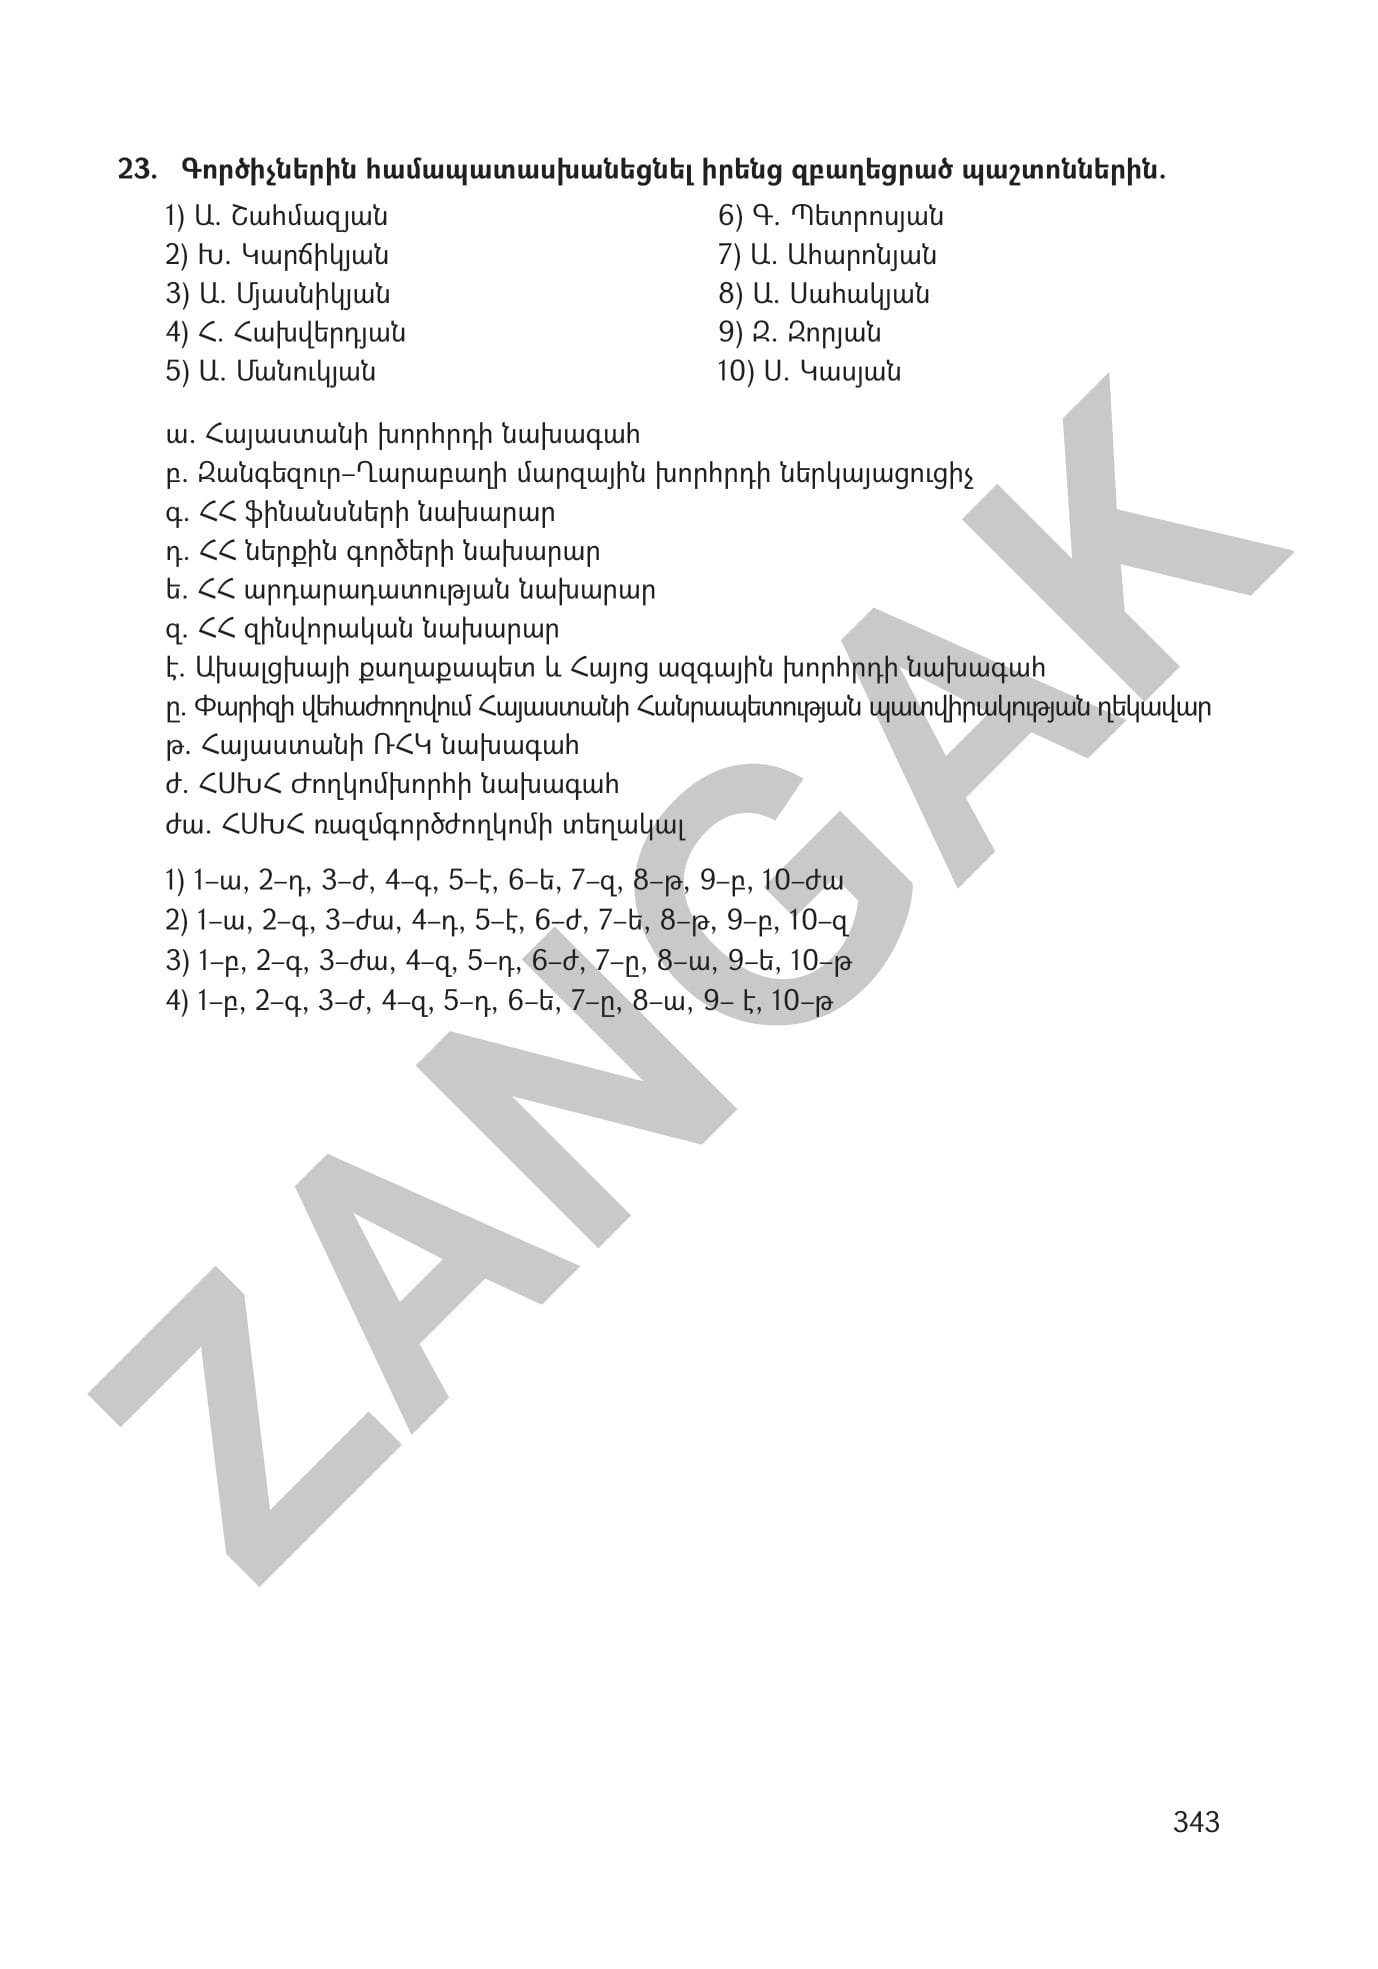 23. Գործիչներին համապատասխանեցնել իրենց զբաղեցրած պաշտոններին.
1) Ա. Շահմազյան
2) Խ. Կարճիկյան
3) Ա. Մյասնիկյան
4) Հ. Հախվերդյան
5) Ա. Մանուկյան
6) Գ. Պետրոսյան
7) Ա. Ահարոնյան
8) Ա. Սահակյան
9) Զ. Զորյան
10) Ս. Կասյան
ա. Հայաստանի խորհրդի նախագահ
բ. Զանգեզուր–Ղարաբաղի մարզային խորհրդի ներկայացուցիչ
գ. ՀՀ ֆինանսների նախարար
դ. ՀՀ ներքին գործերի նախարար
ե. ՀՀ արդարադատության նախարար
զ. ՀՀ զինվորական նախարար
է. Ախալցխայի քաղաքապետ և Հայոց ազգային խորհրդի նախագահ
ը. Փարիզի վեհաժողովում Հայաստանի Հանրապետության պատվիրակության ղեկավար
թ. Հայաստանի ՌՀԿ նախագահ
ժ. ՀՍԽՀ Ժողկոմխորհի նախագահ
ժա. ՀՍԽՀ ռազմգործժողկոմի տեղակալ
1) 1–ա, 2–դ, 3–ժ, 4–գ, 5–է, 6–ե, 7–զ, 8–թ, 9–բ, 10–ժա
2) 1–ա, 2–գ, 3–ժա, 4–դ, 5–է, 6–ժ, 7–ե, 8–թ, 9–բ, 10–զ
3) 1–բ, 2–գ, 3–ժա, 4–զ, 5–դ, 6–ժ, 7–ը, 8–ա, 9–ե, 10–թ
4) 1–բ, 2–գ, 3–ժ, 4–զ, 5–դ, 6–ե, 7–ը, 8–ա, 9– է, 10–թ
ZANGAK
343